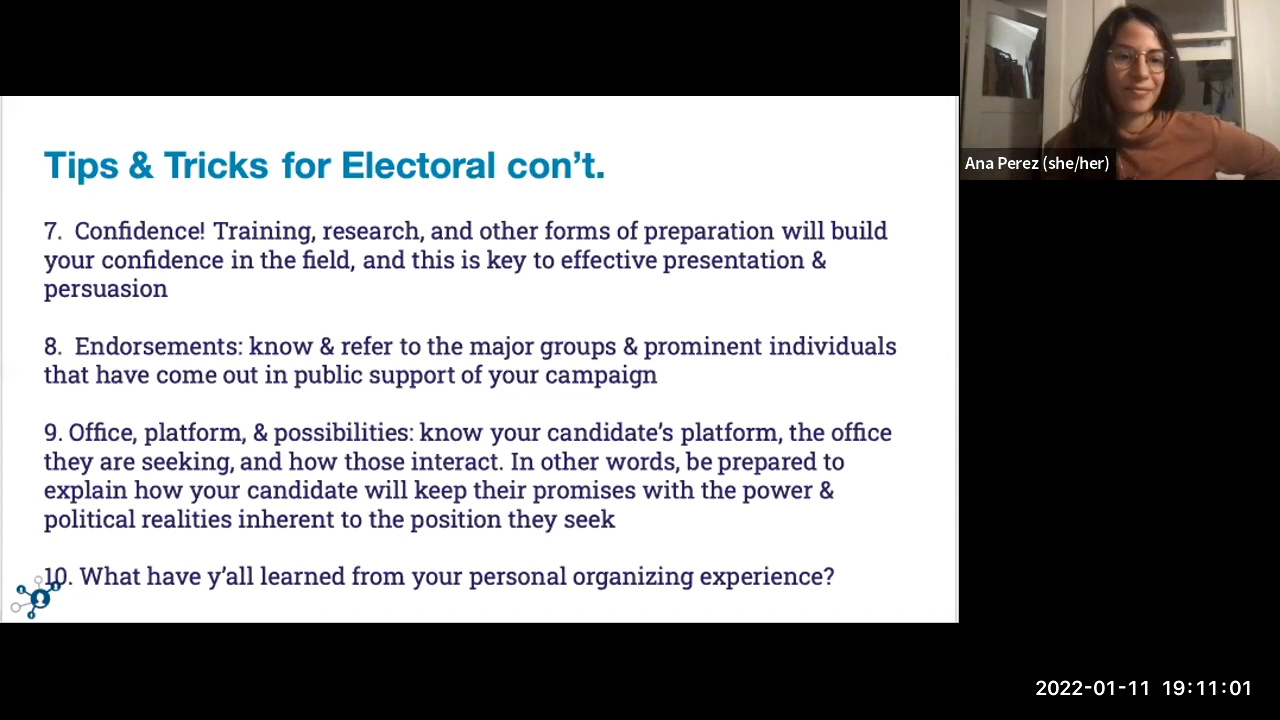 Tips & Tricks for Electoral con’t.
7. Confidence! Training, research, and other forms of preparation will build
your confidence in the field, and this is key to effective presentation &
persuasion
8. Endorsements: know & refer to the major groups & prominent individuals
that have come out in public support of your campaign
9. Office, platform, & possibilities: know your candidate’s platform, the office
they are seeking, and how those interact. In other words, be prepared to
explain how your candidate will keep their promises with the power &
political realities inherent to the position they seek
10. What have y’all learned from your personal organizing experience?
Ana Perez (she/her)
2022-01-11 19:11:01